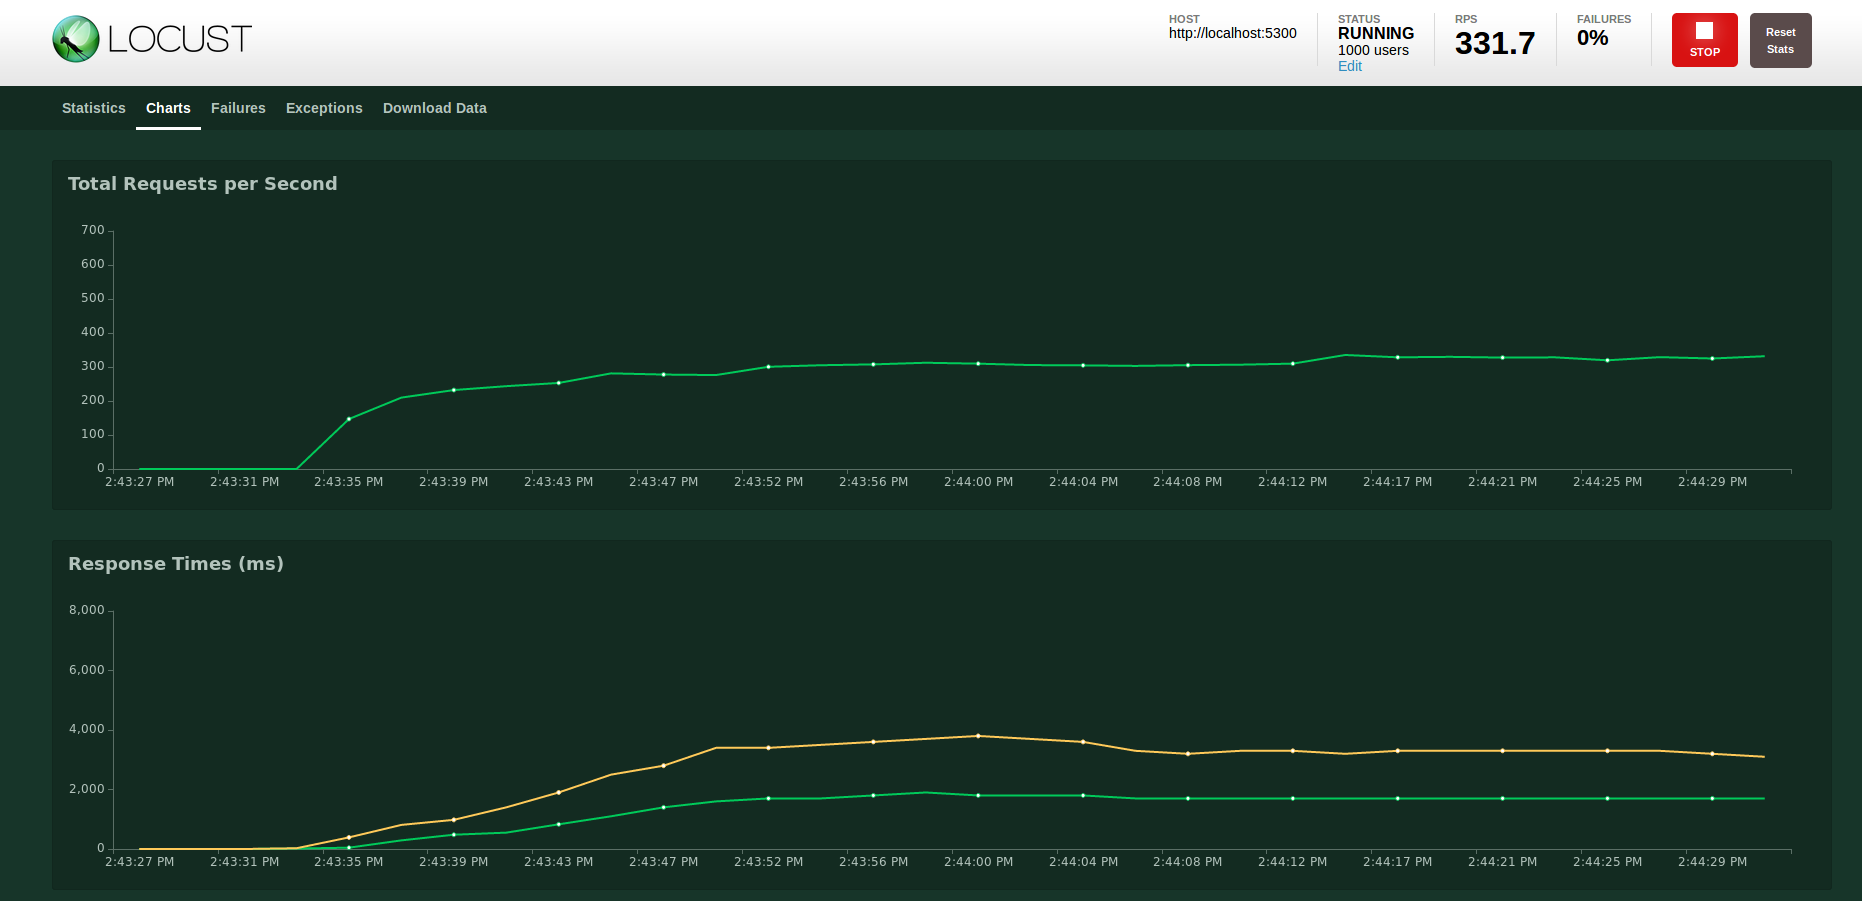 LOCUST
HOST
http://localhost:5300
STATUS
RUNNING
1000 users
Edit
RPS
331.7
FAILURES
0%
STOP
Reset
Stats
Statistics Charts Failures Exceptions Download Data
Total Requests per Second
700
600
500
400
300
200
100
0
2:43:27 PM 2:43:31 PM 2:43:35 PM 2:43:39 PM 2:43:43 PM 2:43:47 PM 2:43:52 PM 2:43:56 PM 2:44:00 PM 2:44:04 PM 2:44:08 PM 2:44:12 PM 2:44:17 PM 2:44:21 PM 2:44:25 PM 2:44:29 PM
Response Times (ms)
8,000
6,000
4,000
2,000
0
2:43:27 PM 2:43:31 PM 2:43:35 PM 2:43:39 PM 2:43:43 PM 2:43:47 PM 2:43:52 PM 2:43:56 PM 2:44:00 PM 2:44:04 PM 2:44:08 PM 2:44:12 PM 2:44:17 PM 2:44:21 PM 2:44:25 PM 2:44:29 PM